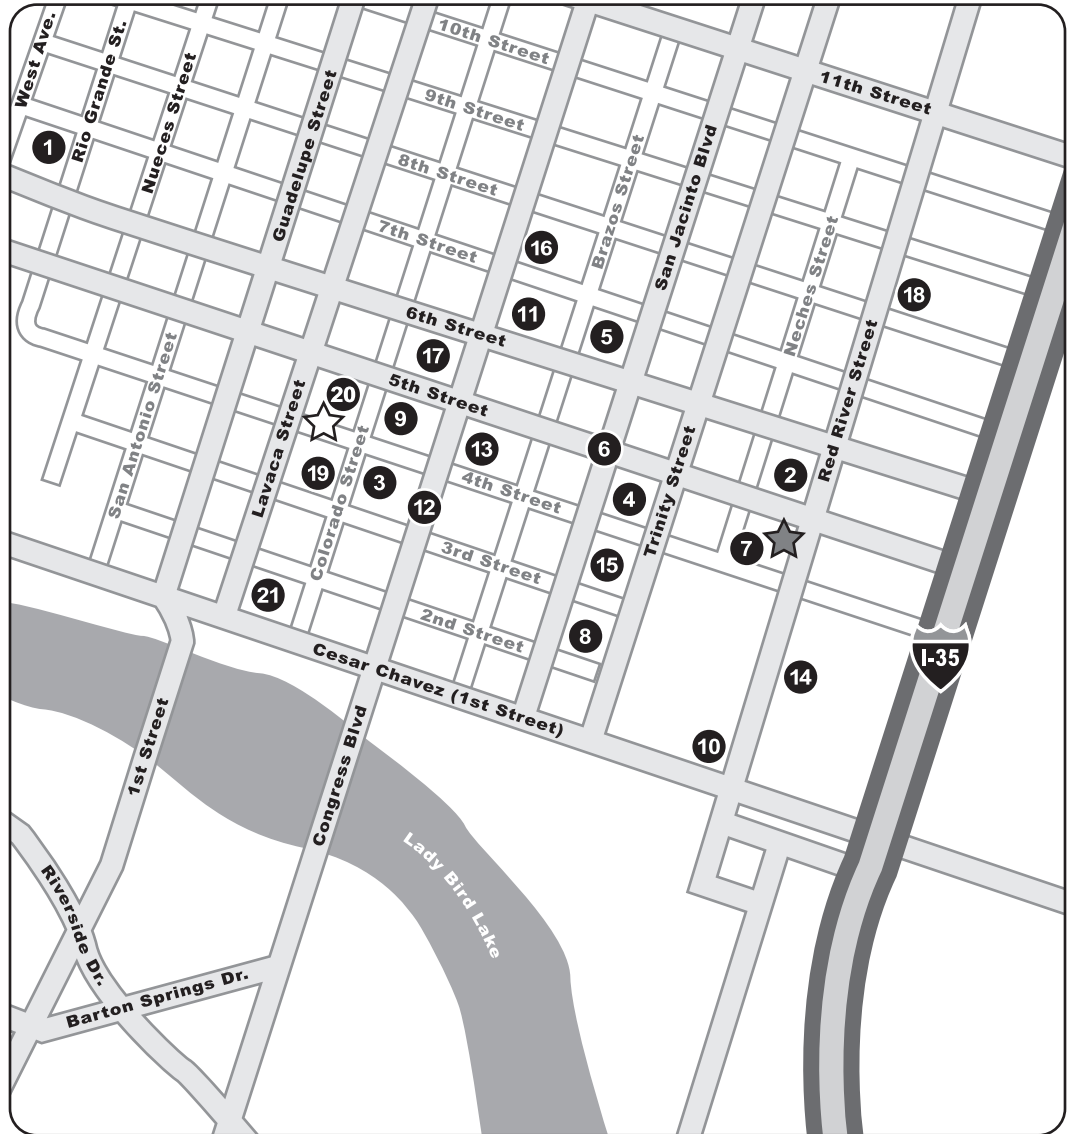 10th Street
11th Street
West Ave.
Rio Grande St.
Nueces Street
Guadelupe Street
9th Street
8th Street
7th Street
Brazos Street
San Jacinto Blvd
Neches Street
Red River Street
1
16
18
11
5
6th Street
17
5th Street
20
9
13
6
2
San Antonio Street
Lavaca Street
Colorado Street
19
3
12
4th Street
4
Trinity Street
7
3rd Street
15
21
2nd Street
8
Cesar Chavez (1st Street)
I-35
14
10
1st Street
Congress Blvd
Lady Bird Lake
Riverside Dr.
Barton Springs Dr.